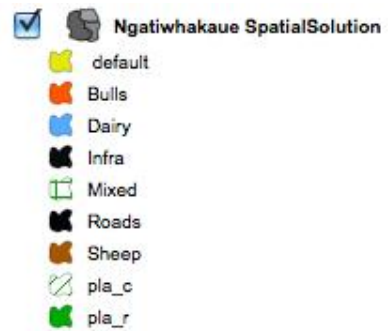 Ngatiwhakaue SpatialSolution
default
Bulls
Dairy
Infra
Mixed
Roads
Sheep
pla_c
pla_r